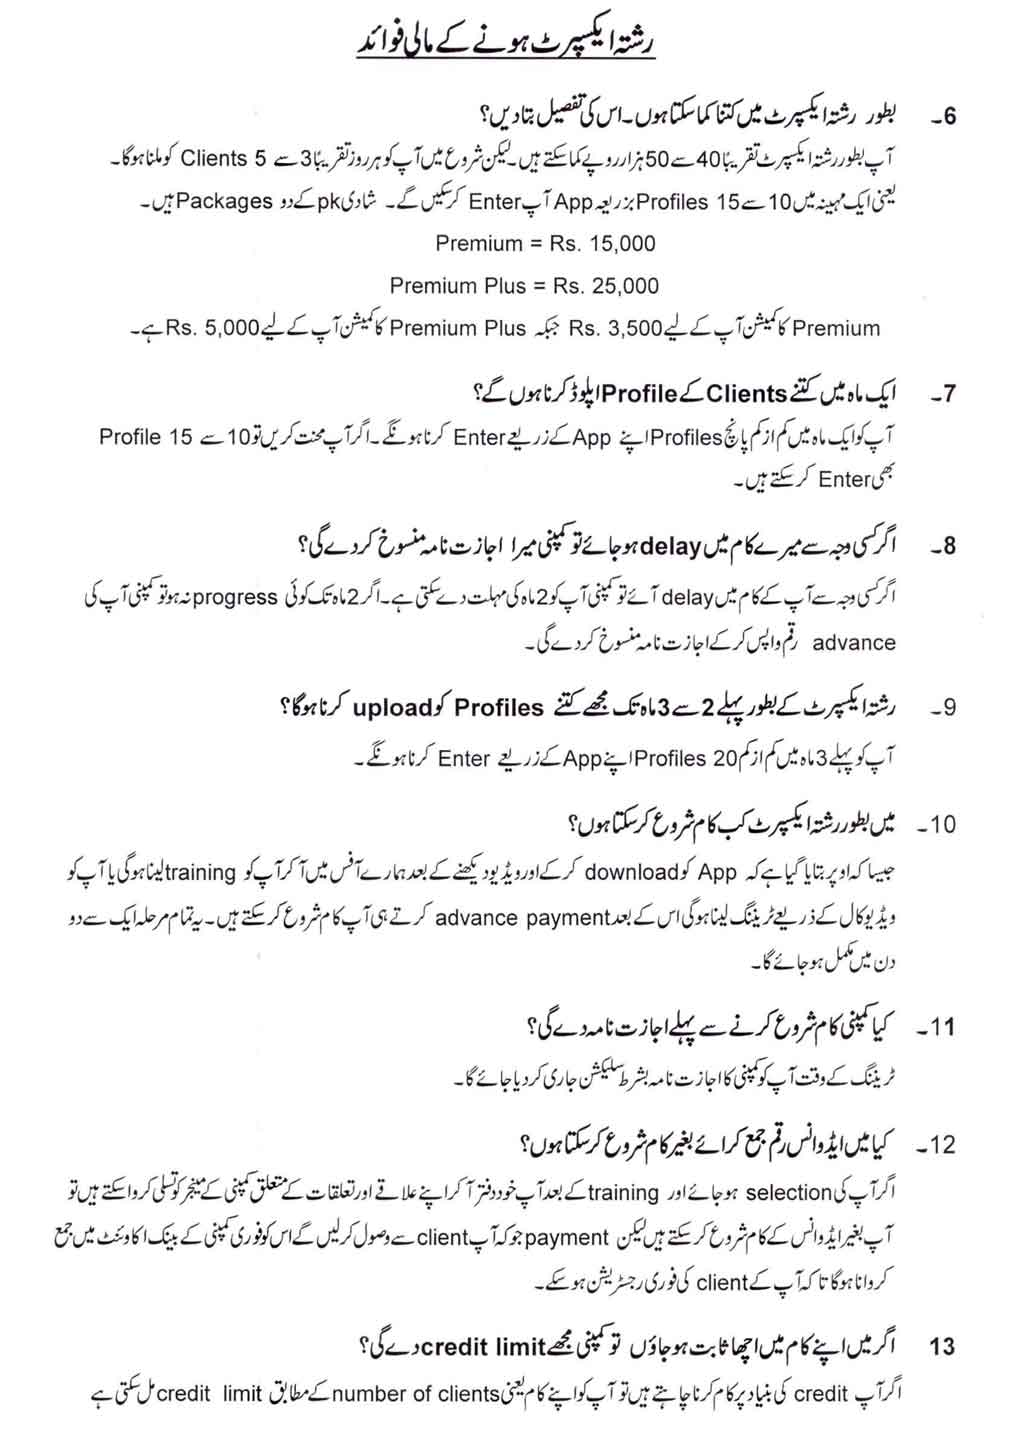 رشتہ ایکسپرٹ ہونے کے مالی فوائد
6۔ بطور رشتہ ایکسپرٹ میں کتنا کما سکتا ہوں۔ اس کی تفصیل بتا دیں؟
آپ بطور رشتہ ایکسپرٹ تقریباً 40 سے 50 ہزار روپے کما سکتے ہیں۔ لیکن شروع میں آپ کو ہر روز تقریباً 3 سے 5 Clients کو ملنا ہوگا۔
یعنی ایک مہینہ میں 10 سے 15 Profiles بزریعہ App آپ Enter کر سکیں گے۔ شادی pk کے دو Packages ہیں۔
Premium = Rs. 15,000
Premium Plus = Rs. 25,000
Premium کا کمیشن آپ کے لیے Rs. 3,500 جبکہ Premium Plus کا کمیشن آپ کے لیے Rs. 5,000 ہے۔
7۔ ایک ماہ میں کتنے Clients کے Profile اپلوڈ کرنا ہوں گے؟
آپ کو ایک ماہ میں کم از کم پانچ Profiles اپنے App کے زریعے Enter کرنا ہونگے۔ اگر آپ محنت کریں تو 10 سے 15 Profile
بھی Enter کر سکتے ہیں۔
8۔ اگر کسی وجہ سے میرے کام میں delay ہو جائے تو کمپنی میرا اجازت نامہ منسوخ کر دے گی؟
اگر کسی وجہ سے آپ کے کام میں delay آئے تو کمپنی آپ کو 2 ماہ کی مہلت دے سکتی ہے۔ اگر 2 ماہ تک کوئی progress نہ ہو تو کمپنی آپ کی
advance رقم واپس کر کے اجازت نامہ منسوخ کر دے گی۔
9۔ رشتہ ایکسپرٹ کے بطور پہلے 2 سے 3 ماہ تک مجھے کتنے Profiles کو upload کرنا ہوگا؟
آپ کو پہلے 3 ماہ میں کم از کم 20 Profiles اپنے App کے زریعے Enter کرنا ہونگے۔
10۔ میں بطور رشتہ ایکسپرٹ کب کام شروع کر سکتا ہوں؟
جیسا کہ اوپر بتایا گیا ہے کہ App کو download کر کے اور ویڈیو دیکھنے کے بعد ہمارے آفس میں آ کر آپ کو training لینا ہوگی یا آپ کو
ویڈیو کال کے ذریعے ٹریننگ لینا ہوگی اس کے بعد advance payment کرتے ہی آپ کام شروع کر سکتے ہیں۔ یہ تمام مرحلہ ایک سے دو
دن میں مکمل ہو جائے گا۔
11۔ کیا کمپنی کام شروع کرنے سے پہلے اجازت نامہ دے گی؟
ٹریننگ کے وقت آپ کو کمپنی کا اجازت نامہ بشرط سلیکشن جاری کر دیا جائے گا۔
12۔ کیا میں ایڈوانس رقم جمع کرائے بغیر کام شروع کر سکتا ہوں؟
اگر آپ کی selection ہو جائے اور training کے بعد آپ خود دفتر آ کر اپنے علاقے اور تعلقات کے متعلق کمپنی کے مینجر کو تسلی کروا سکتے ہیں تو
آپ بغیر ایڈوانس کے کام شروع کر سکتے ہیں لیکن payment جو کہ آپ client سے وصول کر لیں گے اس کو فوری کمپنی کے بینک اکاوئنٹ میں جمع
کروانا ہوگا تا کہ آپ کے client کی فوری رجسٹریشن ہو سکے۔
13 اگر میں اپنے کام میں اچھا ثابت ہو جاؤں تو کمپنی مجھے credit limit دے گی؟
اگر آپ credit کی بنیاد پر کام کرنا چاہتے ہیں تو آپ کو اپنے کام یعنی number of clients کے مطابق credit limit مل سکتی ہے